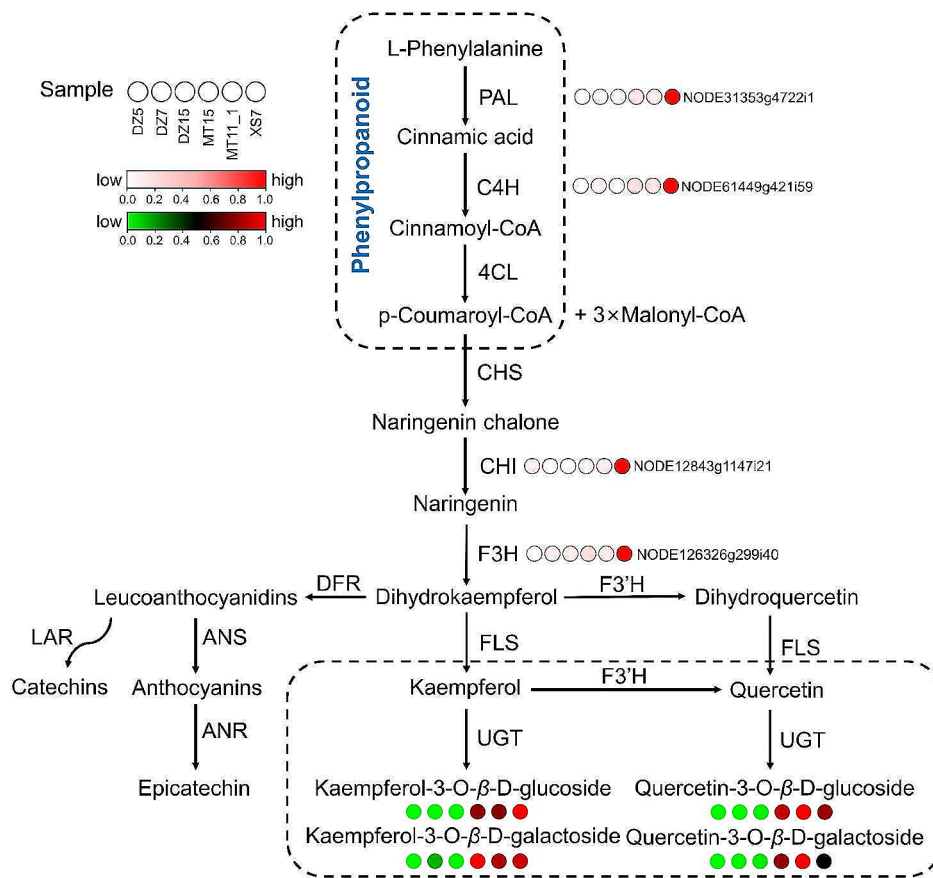 L-Phenylalanine
Sample
DZ5
DZ7
DZ15
MT15
MT11_1
XS7
PAL
NODE31353g4722i1
Cinnamic acid
low
high
0.0 0.2 0.4 0.6 0.8 1.0
C4H
NODE61449g421i59
low
high
0.0 0.2 0.4 0.6 0.8 1.0
Phenylpropanoid
Cinnamoyl-CoA
4CL
p-Coumaroyl-CoA + 3×Malonyl-CoA
CHS
Naringenin chalone
CHI
NODE12843g1147i21
Naringenin
F3H
NODE126326g299i40
Leucoanthocyanidins
DFR
Dihydrokaempferol
F3'H
Dihydroquercetin
LAR
ANS
FLS
FLS
Catechins
Anthocyanins
Kaempferol
F3'H
Quercetin
ANR
UGT
UGT
Epicatechin
Kaempferol-3-O-β-D-glucoside
Quercetin-3-O-β-D-glucoside
Kaempferol-3-O-β-D-galactoside
Quercetin-3-O-β-D-galactoside